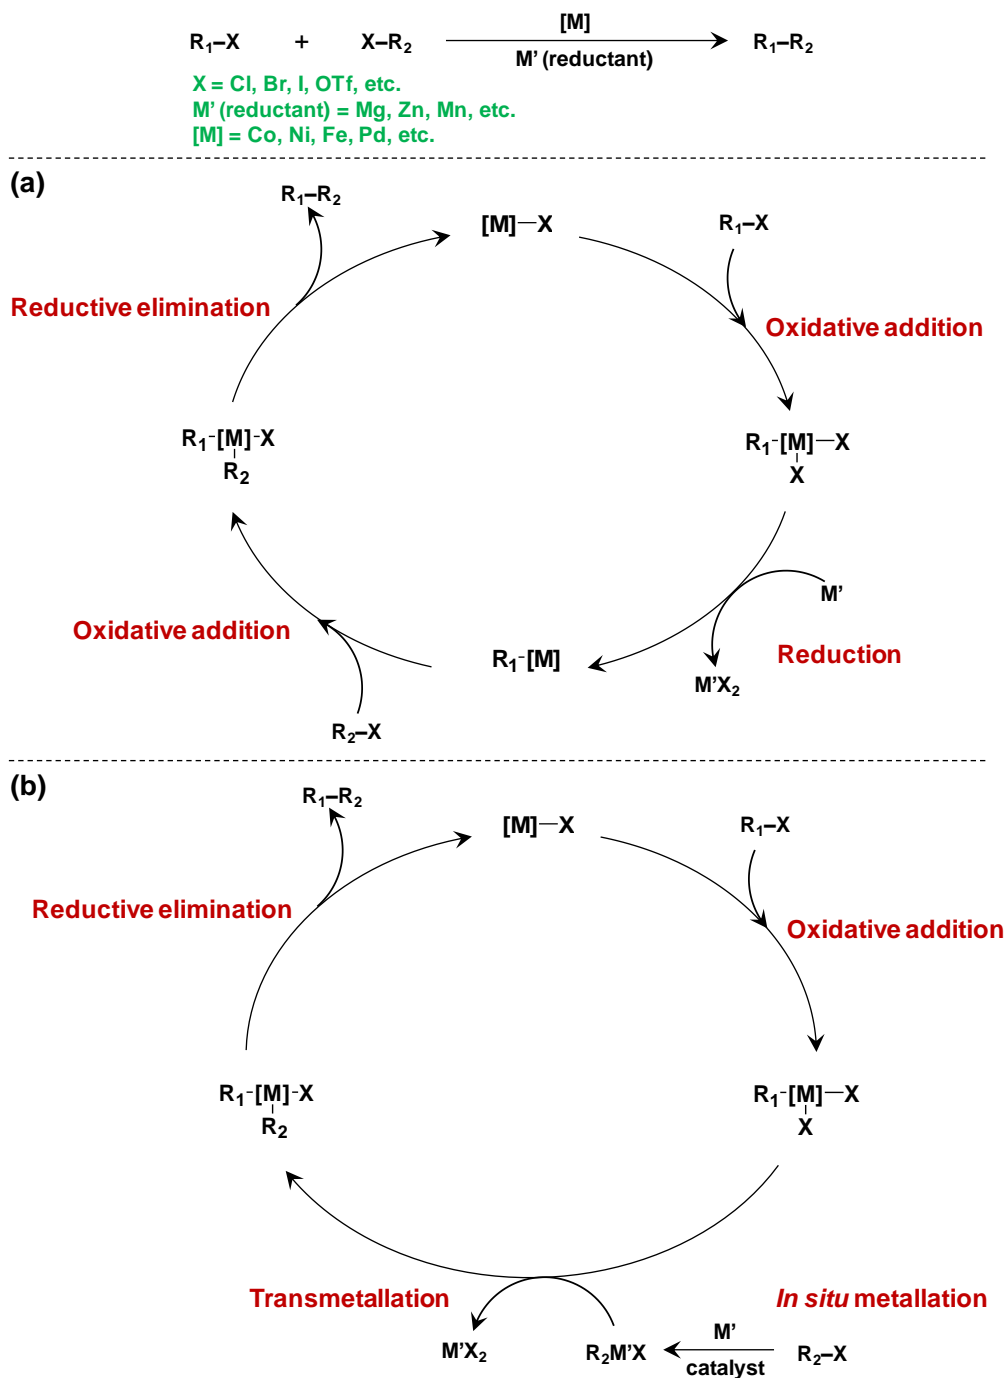 R₁–X + X–R₂ [M] M' (reductant) R₁–R₂
X = Cl, Br, I, OTf, etc.
M' (reductant) = Mg, Zn, Mn, etc.
[M] = Co, Ni, Fe, Pd, etc.
(a)
R₁–R₂
[M]—X
R₁–X
Reductive elimination
Oxidative addition
R₁-[M]-X
R₂
R₁-[M]—X
X
M'
Oxidative addition
Reduction
R₁-[M]
M'X₂
R₂–X
(b)
R₁–R₂
[M]—X
R₁–X
Reductive elimination
Oxidative addition
R₁-[M]-X
R₂
R₁-[M]—X
X
Transmetallation
In situ metallation
M'X₂
R₂M'X
M'
catalyst
R₂–X